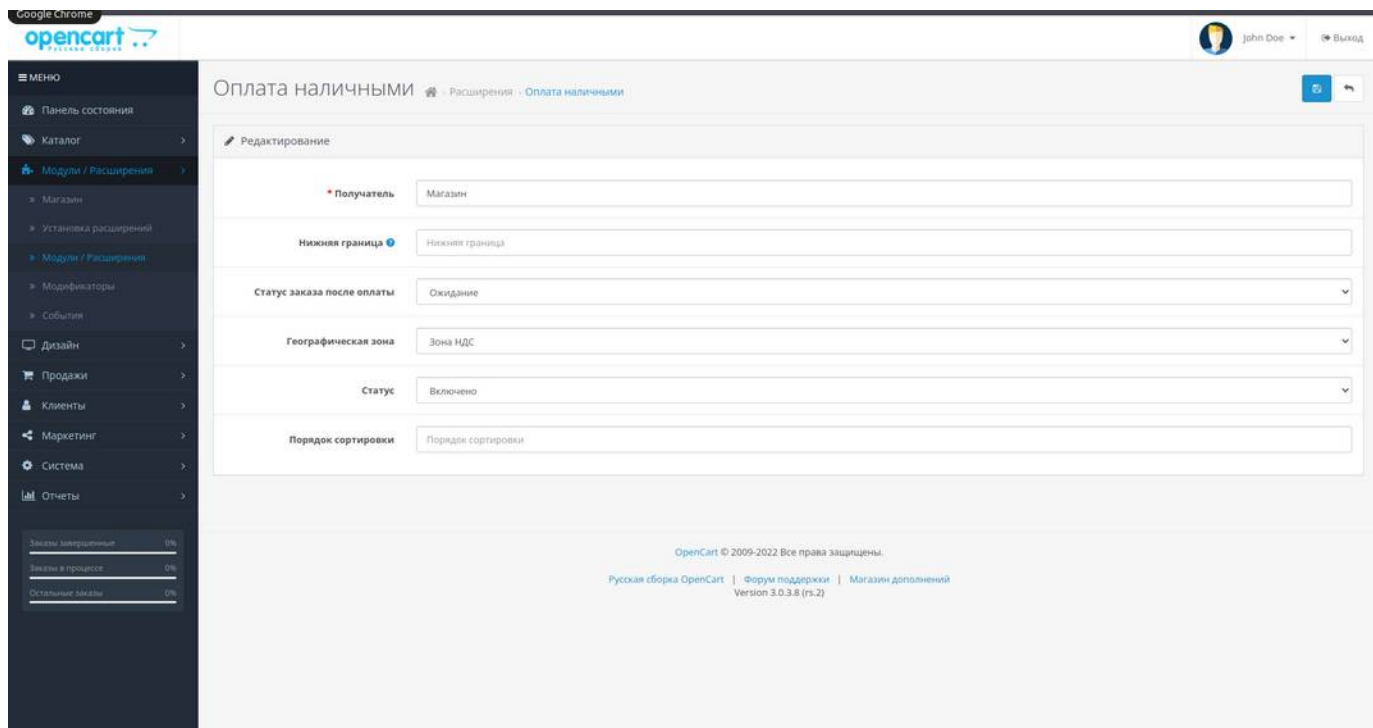 Google Chrome
opencart
Русская сборка
John Doe
Выход
МЕНЮ
Панель состояния
Каталог
Модули / Расширения
» Магазин
» Установка расширений
» Модули / Расширения
» Модификаторы
» События
Дизайн
Продажи
Клиенты
Маркетинг
Система
Отчеты
Заказы завершенные 0%
Заказы в процессе 0%
Остальные заказы 0%
Оплата наличными
Расширения
Оплата наличными
Редактирование
* Получатель
Магазин
Нижняя граница
Нижняя граница
Статус заказа после оплаты
Ожидание
Географическая зона
Зона НДС
Статус
Включено
Порядок сортировки
Порядок сортировки
OpenCart © 2009-2022 Все права защищены.
Русская сборка OpenCart | Форум поддержки | Магазин дополнений
Version 3.0.3.8 (rs.2)